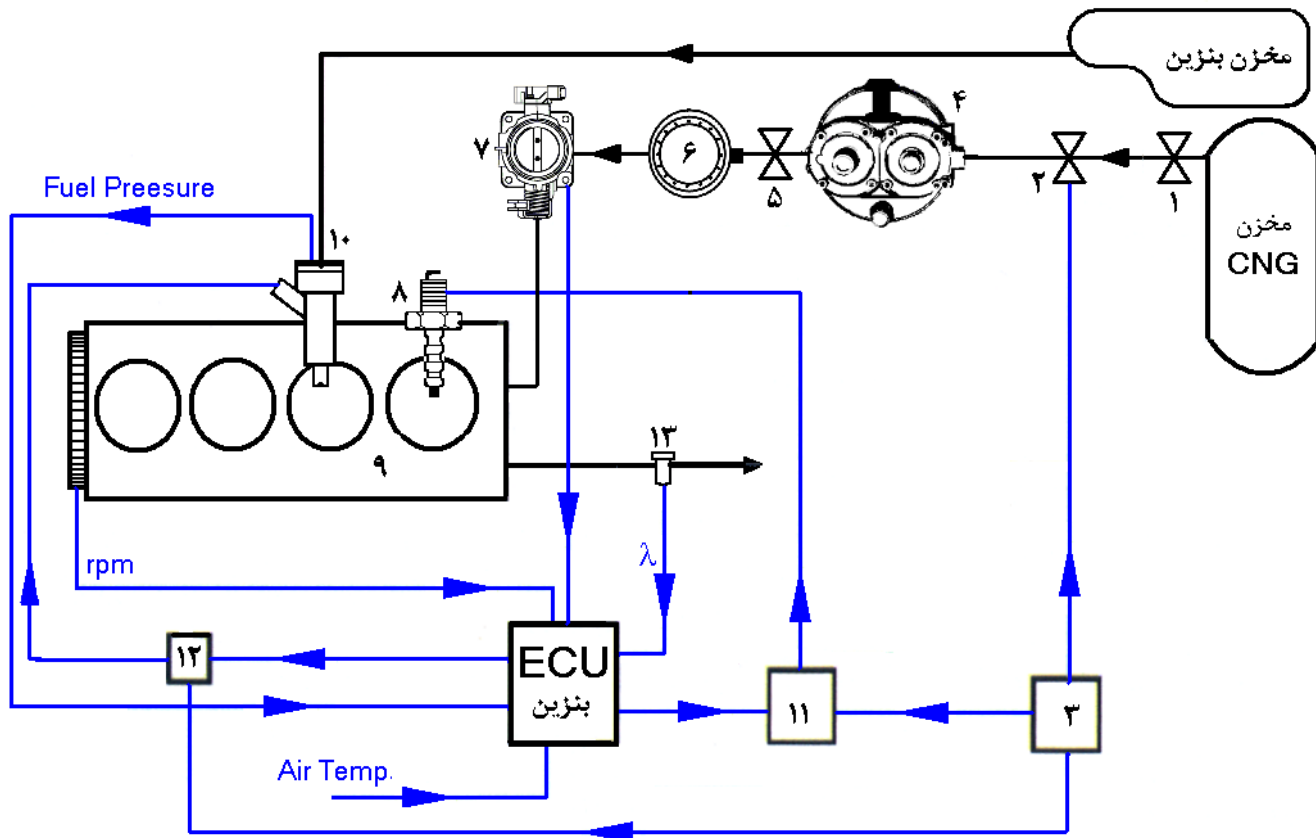 مخزن بنزین
۴
۷
۶
۵
۲
۱
مخزن
CNG
Fuel Preesure
۱۰
۸
۹
۱۳
rpm
λ
۱۲
ECU
بنزین
۱۱
۳
Air Temp.